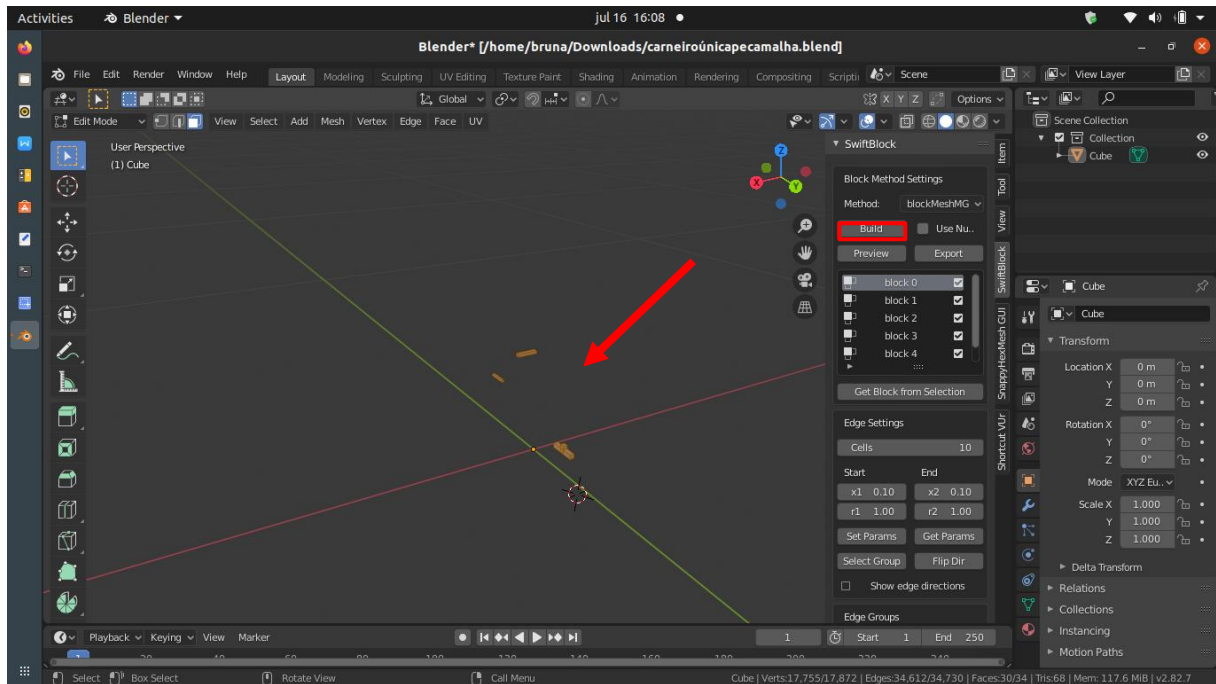 Activities Blender jul 16 16:08
Blender* [/home/bruna/Downloads/carneiroúnicapecamalha.blend]
File Edit Render Window Help Layout Modeling Sculpting UV Editing Texture Paint Shading Animation Rendering Compositing Scripti Scene View Layer
Global X Y Z Options
Edit Mode View Select Add Mesh Vertex Edge Face UV
User Perspective
(1) Cube
Z
X
Y
SwiftBlock
Block Method Settings
Method: blockMeshMG
Build Use Nu..
Preview Export
block 0
block 1
block 2
block 3
block 4
Get Block from Selection
Edge Settings
Cells 10
Start End
x1 0.10 x2 0.10
r1 1.00 r2 1.00
Set Params Get Params
Select Group Flip Dir
Show edge directions
Edge Groups
Item
Tool
View
SwiftBlock
SnappyHexMesh GUI
Shortcut VUr
Scene Collection
Collection
Cube
Cube
Cube
Transform
Location X 0 m
Y 0 m
Z 0 m
Rotation X 0°
Y 0°
Z 0°
Mode XYZ Eu..
Scale X 1.000
Y 1.000
Z 1.000
Delta Transform
Relations
Collections
Instancing
Motion Paths
Playback Keying View Marker 1 Start 1 End 250
Select Box Select Rotate View Call Menu Cube | Verts:17,755/17,872 | Edges:34,612/34,730 | Faces:30/34 | Tris:68 | Mem: 117.6 MiB | v2.82.7